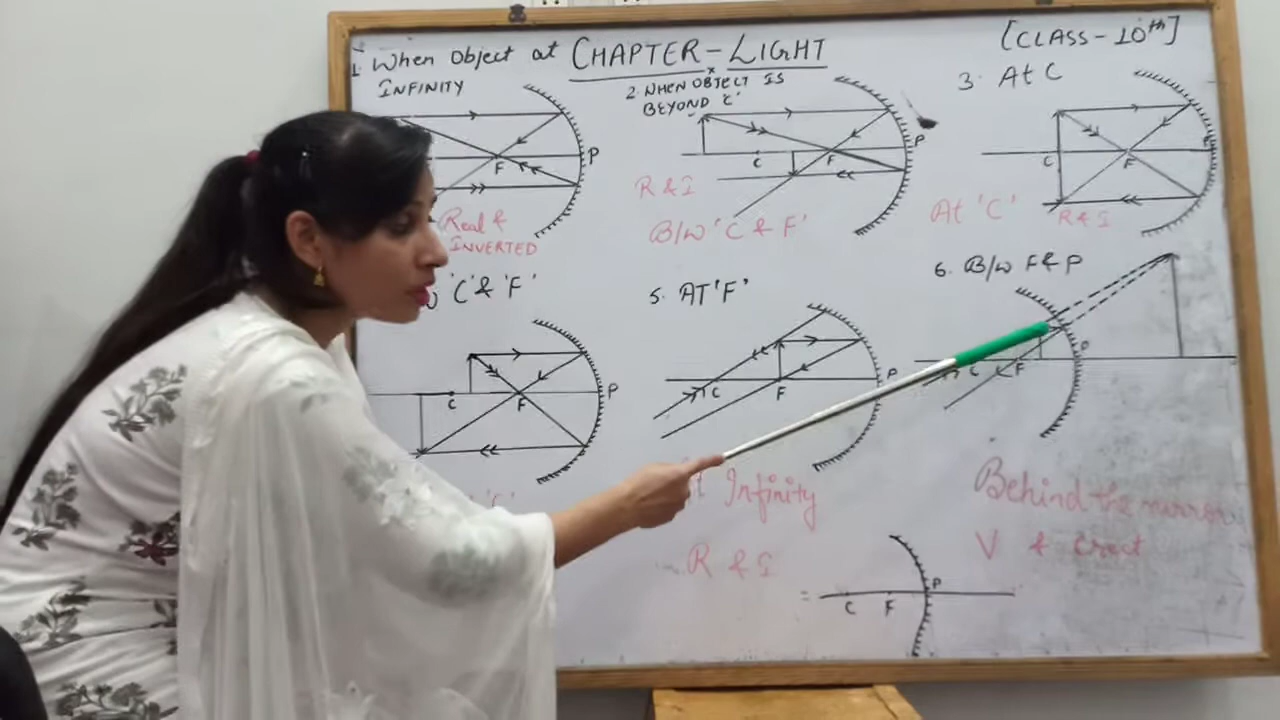 CHAPTER - LIGHT
[CLASS - 10th]
1. When Object at
INFINITY
F
P
Real &
INVERTED
2. WHEN OBJECT IS
BEYOND 'C'
C
F
P
R & I
B/W 'C & F'
3. At C
C
F
At 'C'
R & I
'C' & 'F'
C
F
P
5. AT 'F'
C
F
P
At Infinity
R & I
6. B/w F & P
C
F
P
Behind the mirror
V & Erect
C
F
P